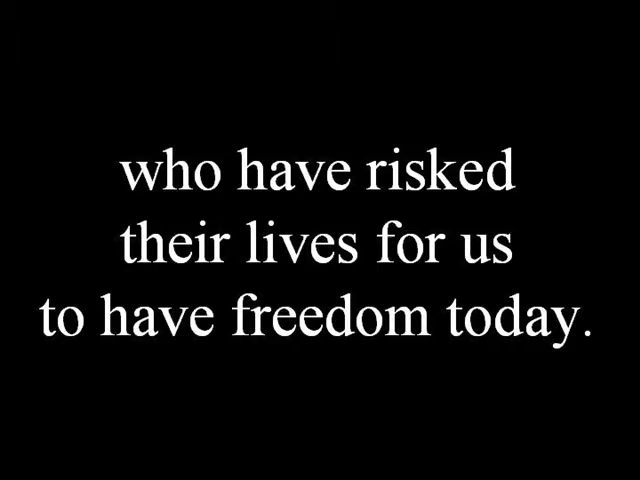 who have risked
their lives for us
to have freedom today.